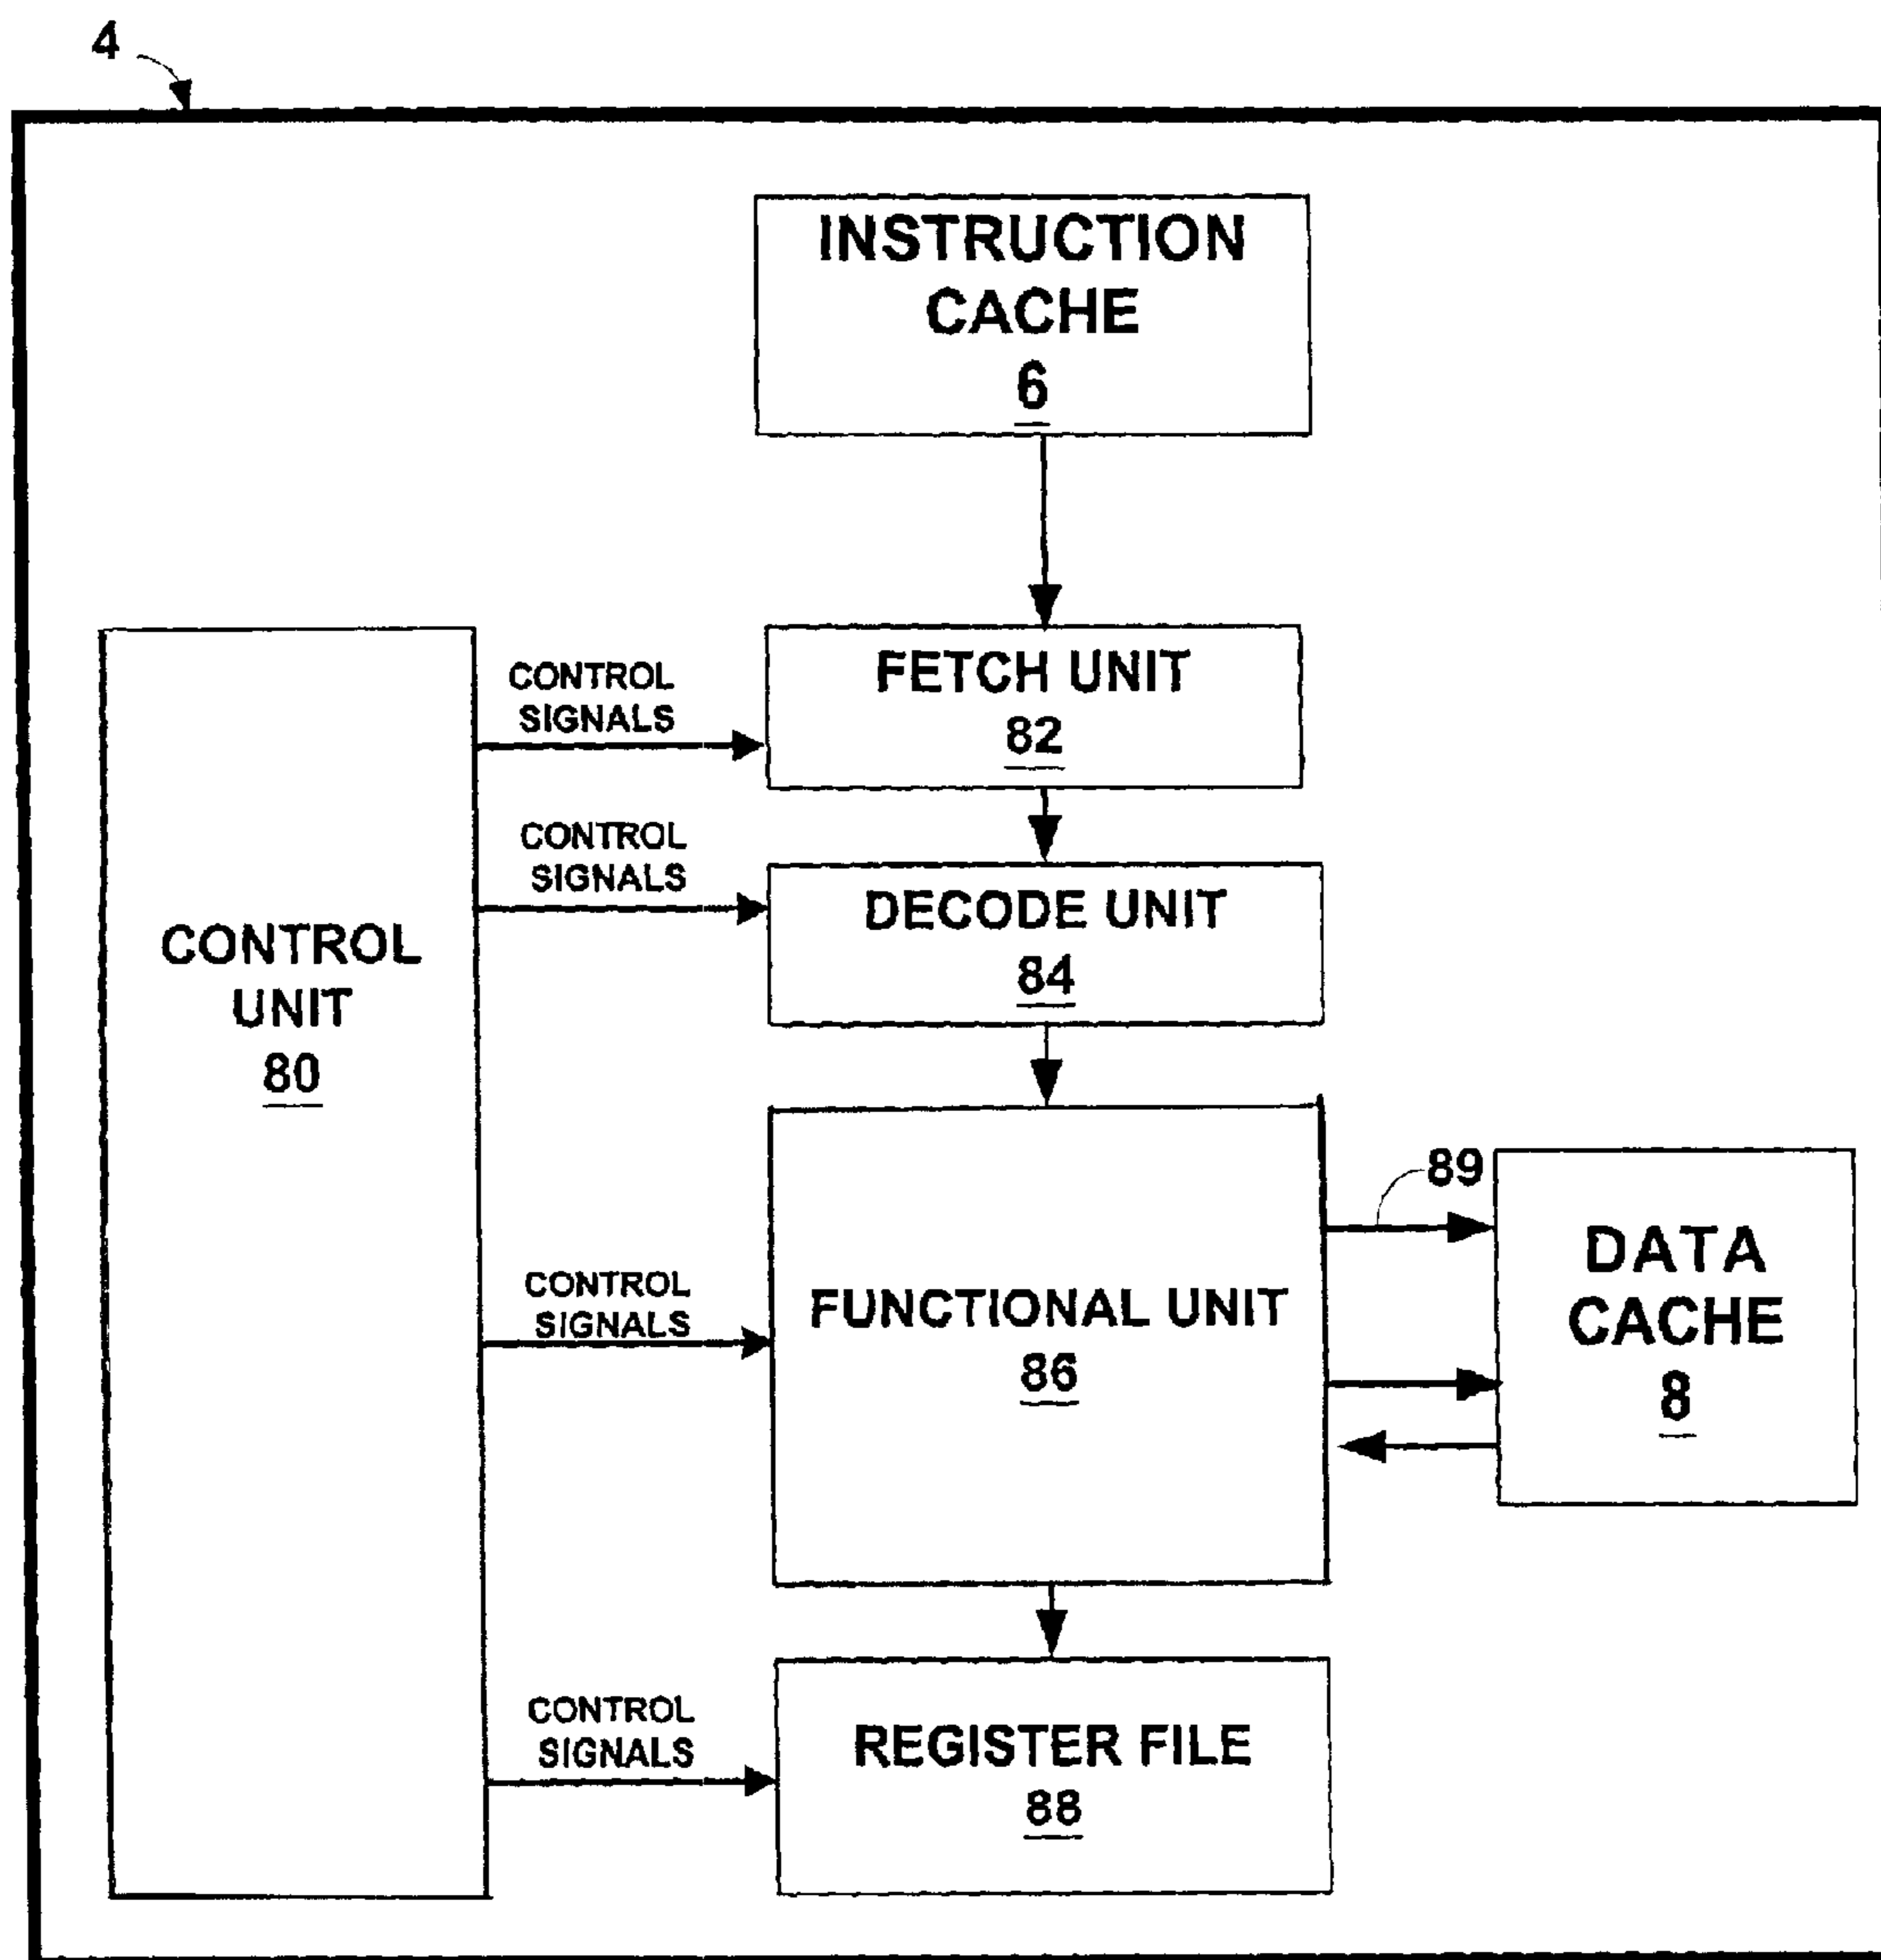 4
INSTRUCTION
CACHE
6
CONTROL
SIGNALS
FETCH UNIT
82
CONTROL
SIGNALS
DECODE UNIT
84
CONTROL
UNIT
80
89
DATA
CACHE
8
CONTROL
SIGNALS
FUNCTIONAL UNIT
86
CONTROL
SIGNALS
REGISTER FILE
88